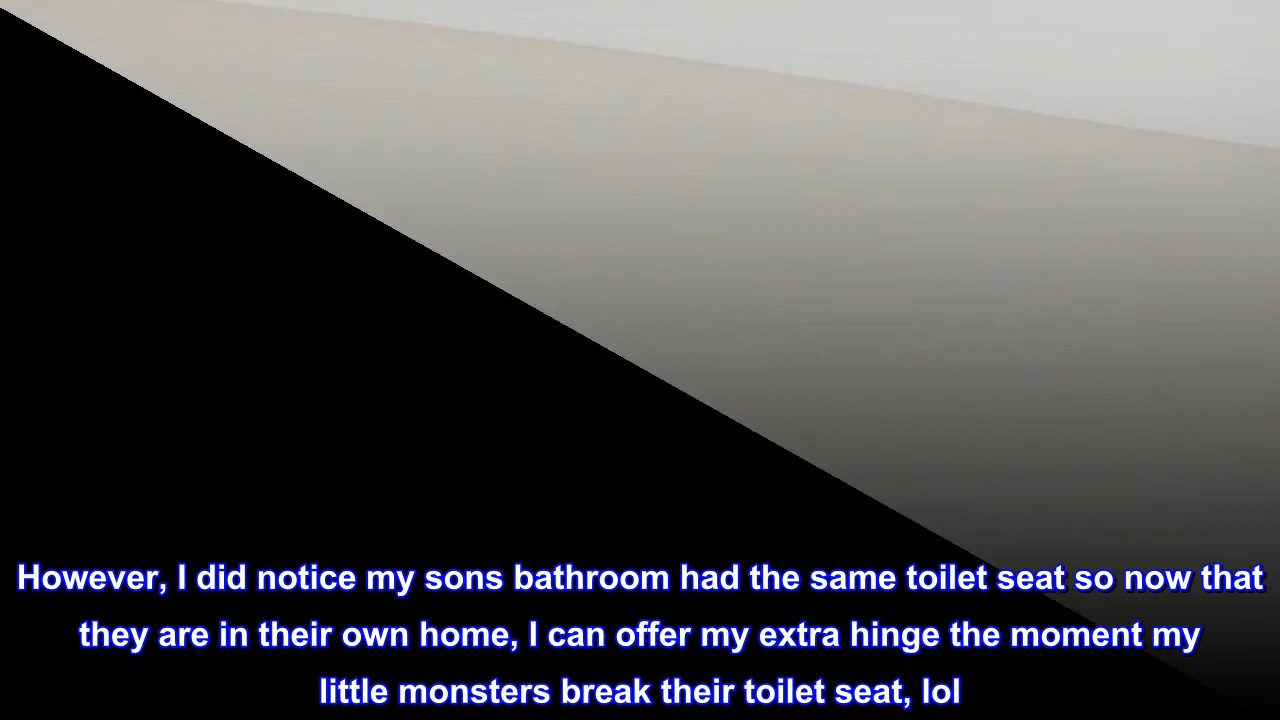 However, I did notice my sons bathroom had the same toilet seat so now that
they are in their own home, I can offer my extra hinge the moment my
little monsters break their toilet seat, lol